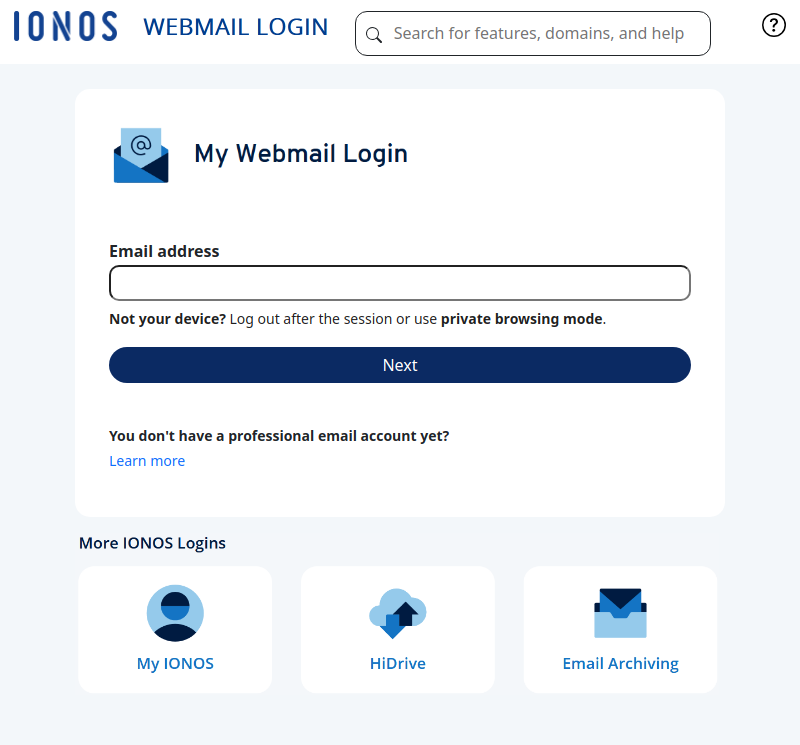 IONOS WEBMAIL LOGIN Search for features, domains, and help ?
@
My Webmail Login
Email address
Not your device? Log out after the session or use private browsing mode.
Next
You don't have a professional email account yet?
Learn more
More IONOS Logins
My IONOS HiDrive Email Archiving